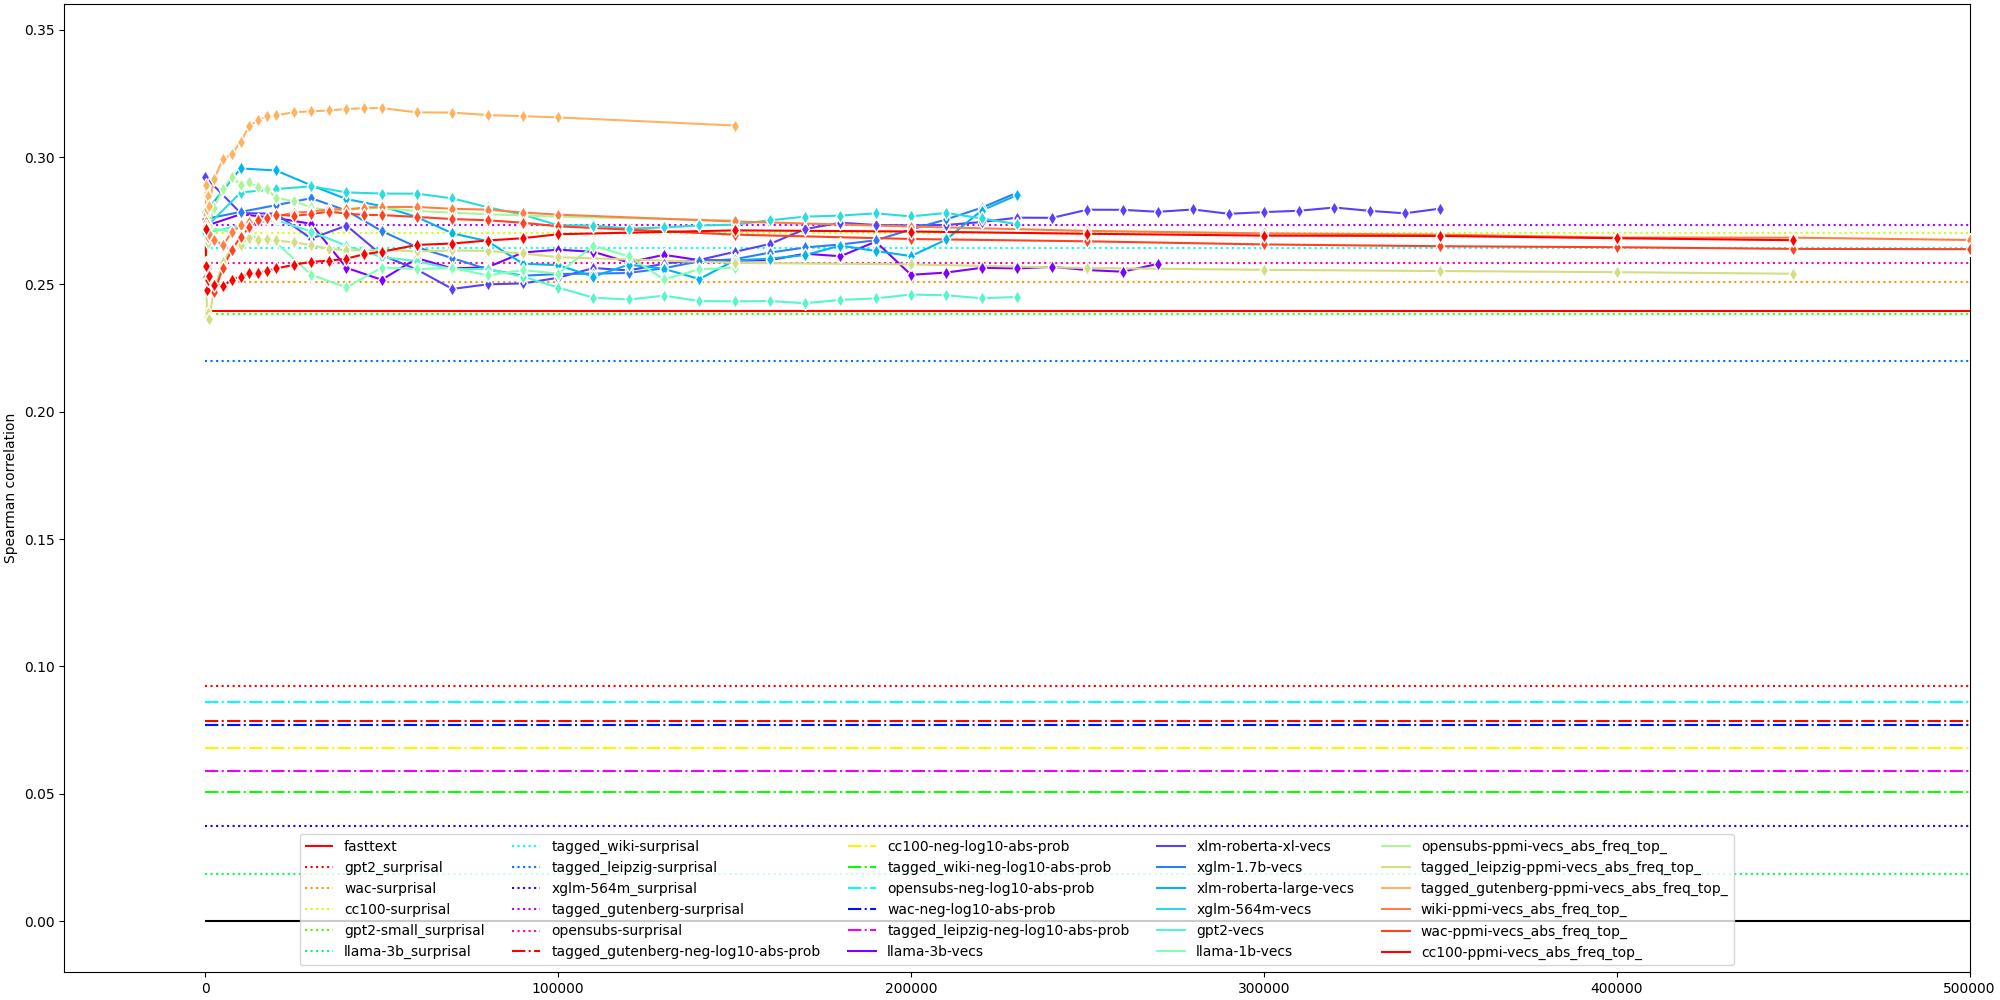 0.35
0.30
0.25
0.20
0.15
0.10
0.05
0.00
Spearman correlation
0
100000
200000
300000
400000
500000
fasttext
gpt2_surprisal
wac-surprisal
cc100-surprisal
gpt2-small_surprisal
llama-3b_surprisal
tagged_wiki-surprisal
tagged_leipzig-surprisal
xglm-564m_surprisal
tagged_gutenberg-surprisal
opensubs-surprisal
tagged_gutenberg-neg-log10-abs-prob
cc100-neg-log10-abs-prob
tagged_wiki-neg-log10-abs-prob
opensubs-neg-log10-abs-prob
wac-neg-log10-abs-prob
tagged_leipzig-neg-log10-abs-prob
llama-3b-vecs
xlm-roberta-xl-vecs
xglm-1.7b-vecs
xlm-roberta-large-vecs
xglm-564m-vecs
gpt2-vecs
llama-1b-vecs
opensubs-ppmi-vecs_abs_freq_top_
tagged_leipzig-ppmi-vecs_abs_freq_top_
tagged_gutenberg-ppmi-vecs_abs_freq_top_
wiki-ppmi-vecs_abs_freq_top_
wac-ppmi-vecs_abs_freq_top_
cc100-ppmi-vecs_abs_freq_top_